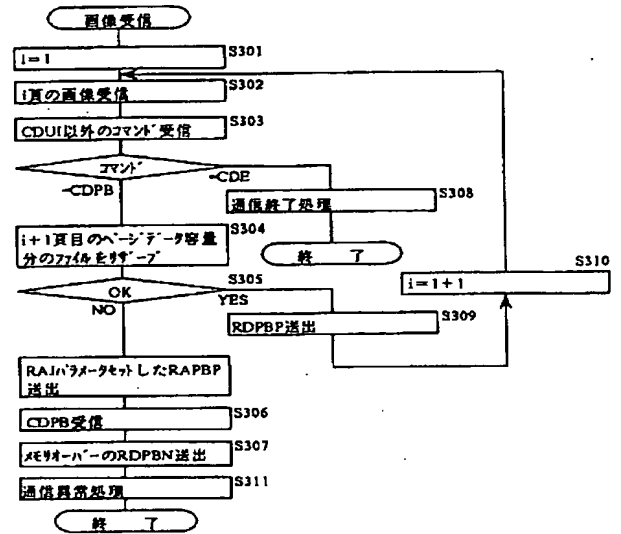 画像受信
S301
i=1
S302
i頁の画像受信
S303
CDUI以外のコマンド受信
コマンド
=CDE
=CDPB
S308
通信終了処理
S304
i+1頁目のページデータ容量
分のファイルをリザーブ
終 了
S310
i=1+1
S305
OK
YES
NO
S309
RDPBP送出
RAJパラメータセットしたRAPBP
送出
S306
CDPB受信
S307
メモリオーバーのRDPBN送出
S311
通信異常処理
終 了